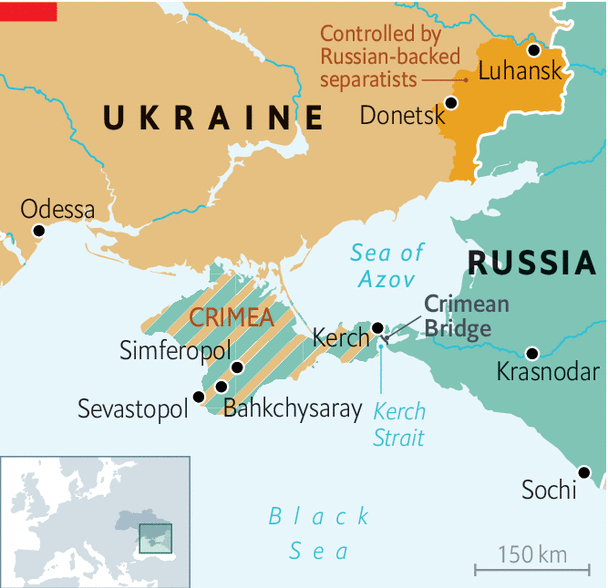 Controlled by
Russian-backed
separatists
Luhansk
Donetsk
UKRAINE
Odessa
Sea of
Azov
RUSSIA
CRIMEA
Crimean
Bridge
Kerch
Simferopol
Krasnodar
Sevastopol
Bahkchysaray
Kerch
Strait
Sochi
Black
Sea
150 km